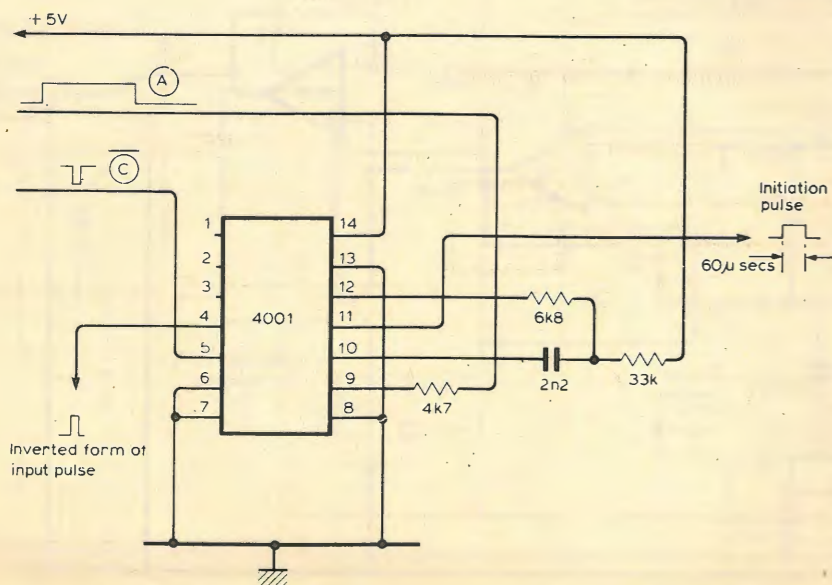 +5V
A
C
Initiation
pulse
60μ secs
1
2
3
4
5
6
7
4001
14
13
12
11
10
9
8
6k8
2n2
33k
4k7
Inverted form of
input pulse